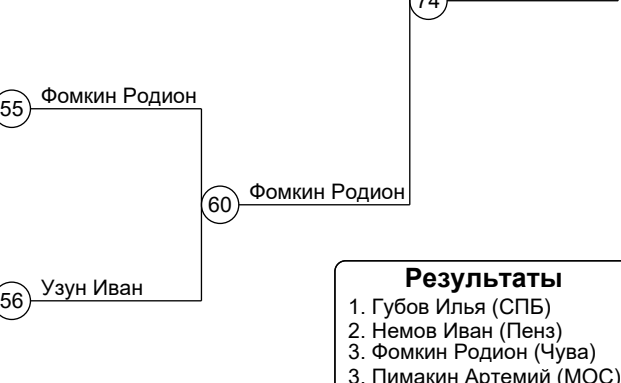 74
Фомкин Родион
55
Фомкин Родион
60
Узун Иван
56
Результаты
1. Губов Илья (СПБ)
2. Немов Иван (Пенз)
3. Фомкин Родион (Чува)
3. Пимакин Артемий (МОС)